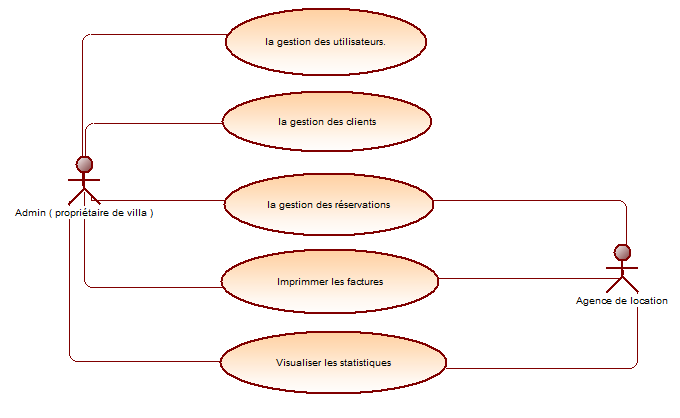 la gestion des utilisateurs.
la gestion des clients
la gestion des réservations
Admin ( propriétaire de villa )
Imprimmer les factures
Agence de location
Visualiser les statistiques